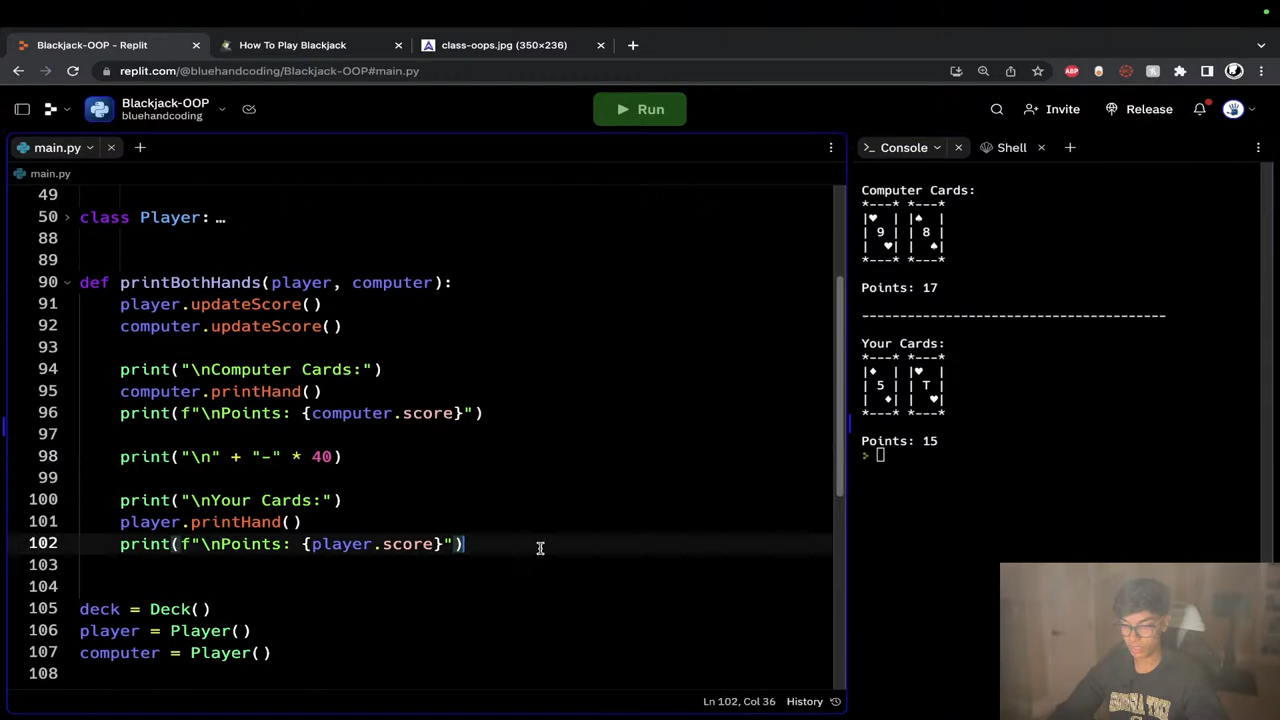 Blackjack-OOP - Replit
How To Play Blackjack
class-oops.jpg (350×236)
replit.com/@bluehandcoding/Blackjack-OOP#main.py
ABP
Blackjack-OOP
bluehandcoding
Run
Invite
Release
main.py
Console
Shell
main.py
49
50 class Player: …
88
89
90 def printBothHands(player, computer):
91 player.updateScore()
92 computer.updateScore()
93
94 print("\nComputer Cards:")
95 computer.printHand()
96 print(f"\nPoints: {computer.score}")
97
98 print("\n" + "-" * 40)
99
100 print("\nYour Cards:")
101 player.printHand()
102 print(f"\nPoints: {player.score}")
103
104
105 deck = Deck()
106 player = Player()
107 computer = Player()
108
Ln 102, Col 36
History
Computer Cards:
*---* *---*
|♥ | |♠ |
| 9 | | 8 |
| ♥| | ♠|
*---* *---*
Points: 17
----------------------------------------
Your Cards:
*---* *---*
|♦ | |♥ |
| 5 | | T |
| ♦| | ♥|
*---* *---*
Points: 15
>
GEORGIA TECH